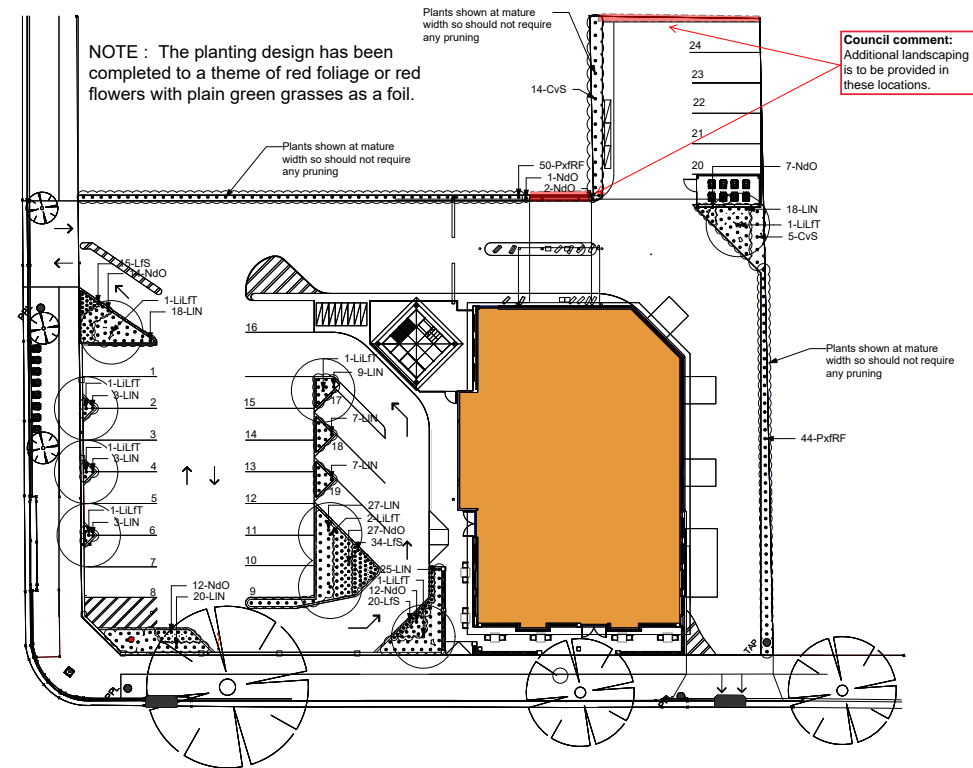 Plants shown at mature
width so should not require
any pruning
NOTE : The planting design has been
completed to a theme of red foliage or red
flowers with plain green grasses as a foil.
Council comment:
Additional landscaping
is to be provided in
these locations.
24
23
22
21
20
14-CvS
Plants shown at mature
width so should not require
any pruning
50-PxfRF
1-NdO
2-NdO
7-NdO
18-LIN
1-LiLfT
5-CvS
15-LfS
14-NdO
1-LiLfT
18-LIN
16
1
1-LiLfT
3-LIN
2
3
1-LiLfT
3-LIN
4
5
1-LiLfT
3-LIN
6
7
8
15
14
13
12
11
10
9
1-LiLfT
9-LIN
17
7-LIN
18
7-LIN
19
27-LIN
2-LiLfT
27-NdO
34-LfS
25-LIN
1-LiLfT
12-NdO
20-LfS
12-NdO
20-LIN
Plants shown at mature
width so should not require
any pruning
44-PxfRF
TAP
PPL